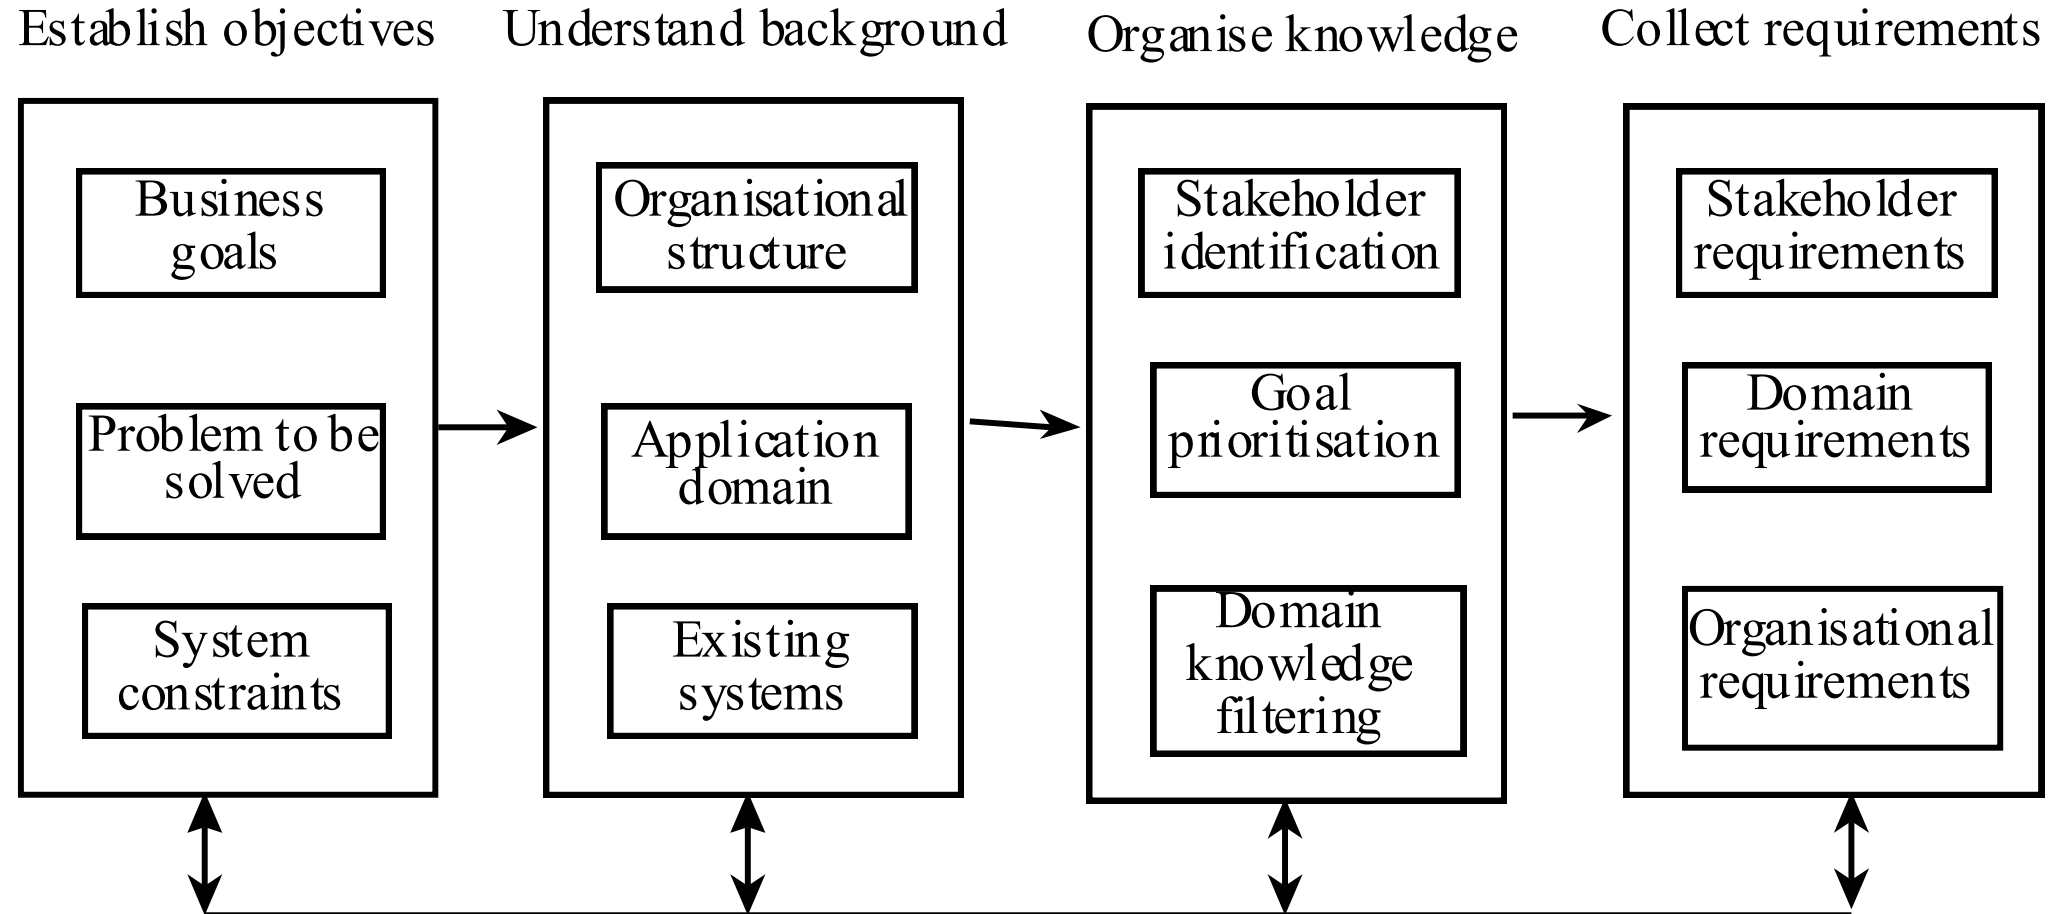 Establish objectives
Understand background
Organise knowledge
Collect requirements
Business
goals
Problem to be
solved
System
constraints
Organisational
structure
Application
domain
Existing
systems
Stakeholder
identification
Goal
prioritisation
Domain
knowledge
filtering
Stakeholder
requirements
Domain
requirements
Organisational
requirements